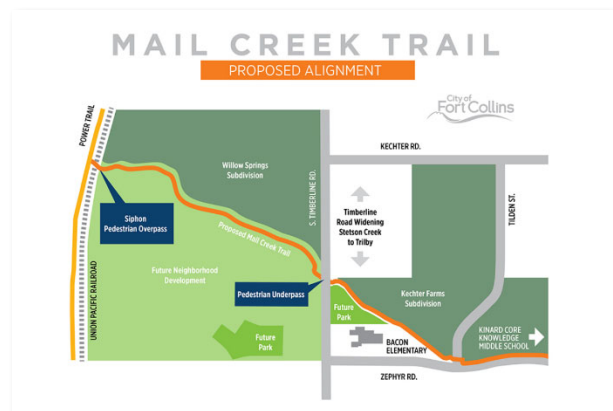 MAIL CREEK TRAIL
PROPOSED ALIGNMENT
City of
Fort Collins
POWER TRAIL
Willow Springs
Subdivision
S. TIMBERLINE RD.
KECHTER RD.
Siphon
Pedestrian Overpass
Timberline
Road Widening
Stetson Creek
to Trilby
TILDEN ST.
Proposed Mail Creek Trail
UNION PACIFIC RAILROAD
Future Neighborhood
Development
Pedestrian Underpass
Kechter Farms
Subdivision
Future
Park
Future
Park
BACON
ELEMENTARY
KINARD CORE
KNOWLEDGE
MIDDLE SCHOOL
ZEPHYR RD.